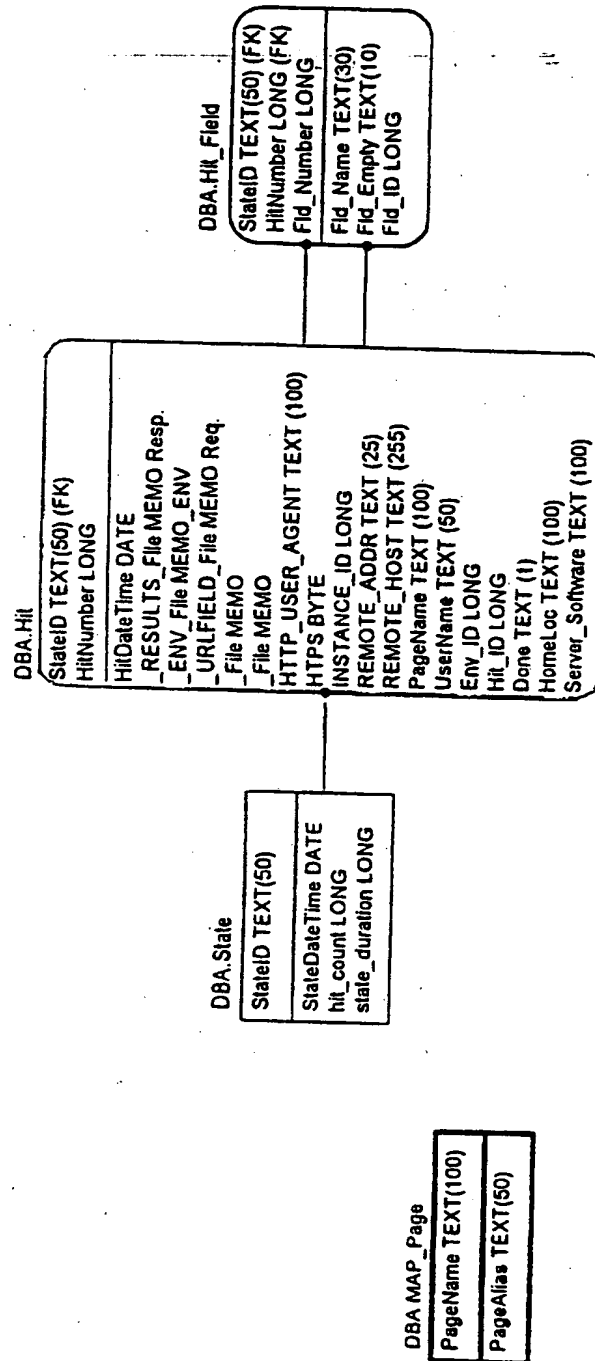 DBA.Hit_Field
StateID TEXT(50) (FK)
HitNumber LONG (FK)
Fld_Number LONG
Fld_Name TEXT(30)
Fld_Empty TEXT(10)
Fld_ID LONG
DBA.Hit
StateID TEXT(50) (FK)
HitNumber LONG
HitDateTime DATE
_RESULTS_File MEMO Resp.
_ENV_File MEMO_ENV
_URLFIELD_File MEMO Req.
_File MEMO
_File MEMO
HTTP_USER_AGENT TEXT (100)
HTPS BYTE
INSTANCE_ID LONG
REMOTE_ADDR TEXT (25)
REMOTE_HOST TEXT (255)
PageName TEXT (100)
UserName TEXT (50)
Env_ID LONG
Hit_ID LONG
Done TEXT (1)
HomeLoc TEXT (100)
Server_Software TEXT (100)
DBA.State
StateID TEXT(50)
StateDateTime DATE
hit_count LONG
state_duration LONG
DBA MAP_Page
PageName TEXT(100)
PageAlias TEXT(50)